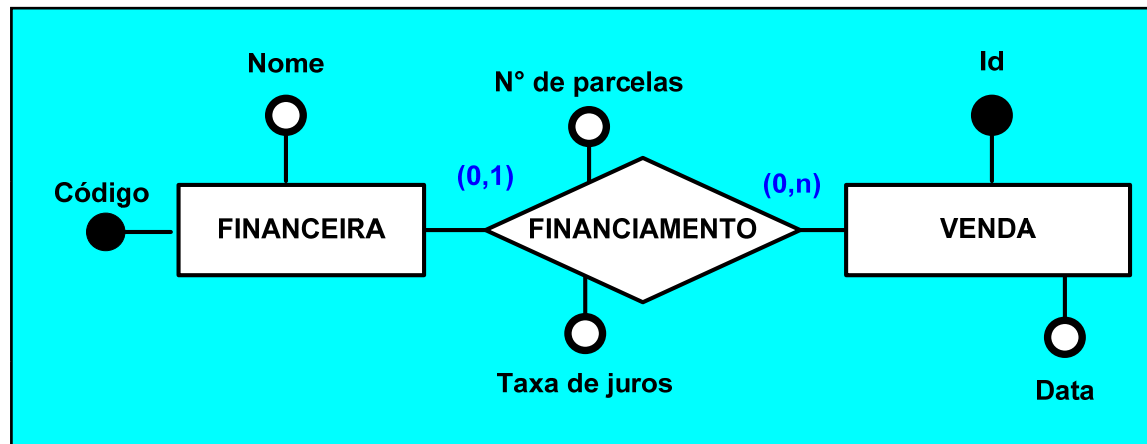 Nome
N° de parcelas
Id
Código
(0,1)
(0,n)
FINANCEIRA
FINANCIAMENTO
VENDA
Taxa de juros
Data